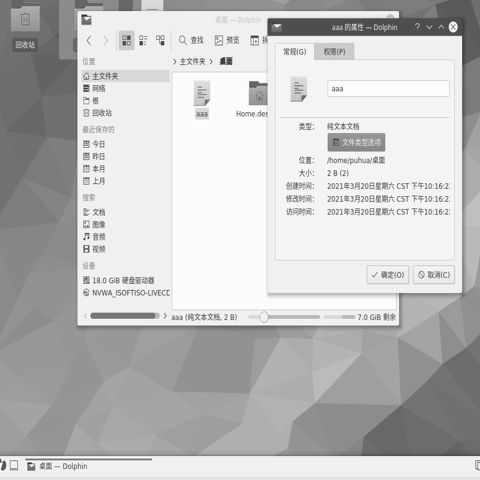 回收站
桌面 — Dolphin
查找
预览
位置
主文件夹
网络
根
回收站
最近保存的
今日
昨日
本月
上月
搜索
文档
图像
音频
视频
设备
18.0 GiB 硬盘驱动器
NVWA_ISOFTISO-LIVECD
主文件夹 > 桌面
aaa
Home.des
aaa (纯文本文档, 2 B)
7.0 GiB 剩余
aaa 的属性 — Dolphin
常规(G)
权限(P)
aaa
类型: 纯文本文档
文件类型选项
位置: /home/puhua/桌面
大小: 2 B (2)
创建时间: 2021年3月20日星期六 CST 下午10:16:2
修改时间: 2021年3月20日星期六 CST 下午10:16:2
访问时间: 2021年3月20日星期六 CST 下午10:16:2
确定(O)
取消(C)
桌面 — Dolphin